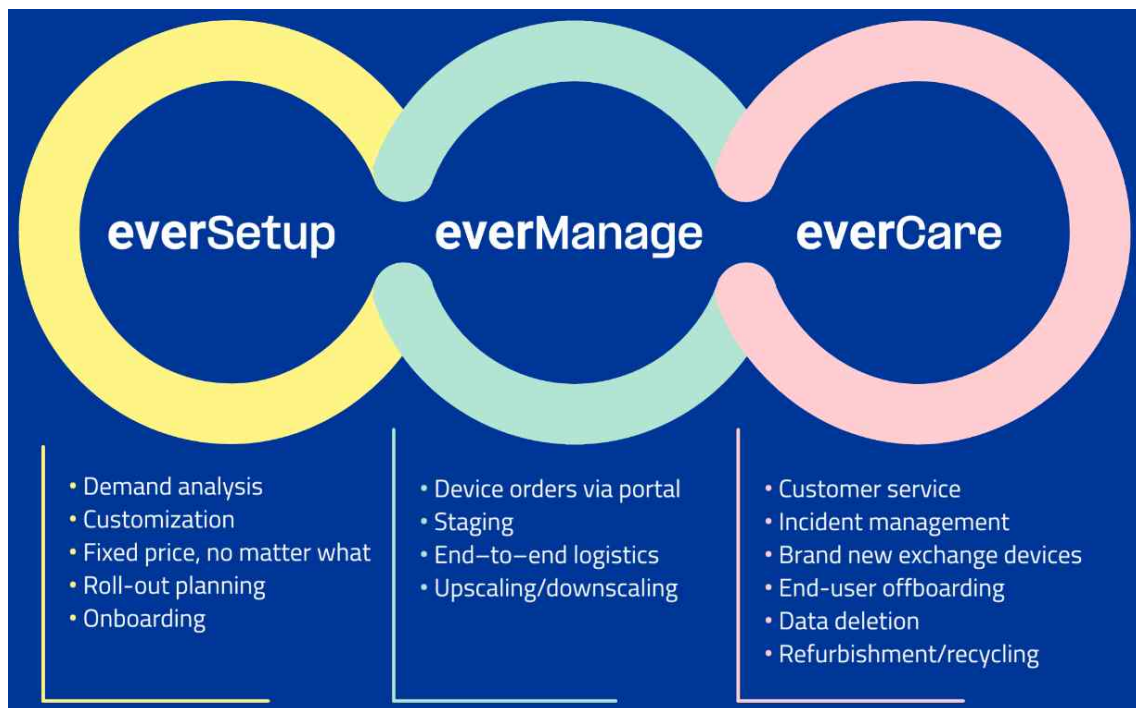 everSetup
everManage
everCare
• Demand analysis
• Customization
• Fixed price, no matter what
• Roll-out planning
• Onboarding
• Device orders via portal
• Staging
• End–to–end logistics
• Upscaling/downscaling
• Customer service
• Incident management
• Brand new exchange devices
• End-user offboarding
• Data deletion
• Refurbishment/recycling